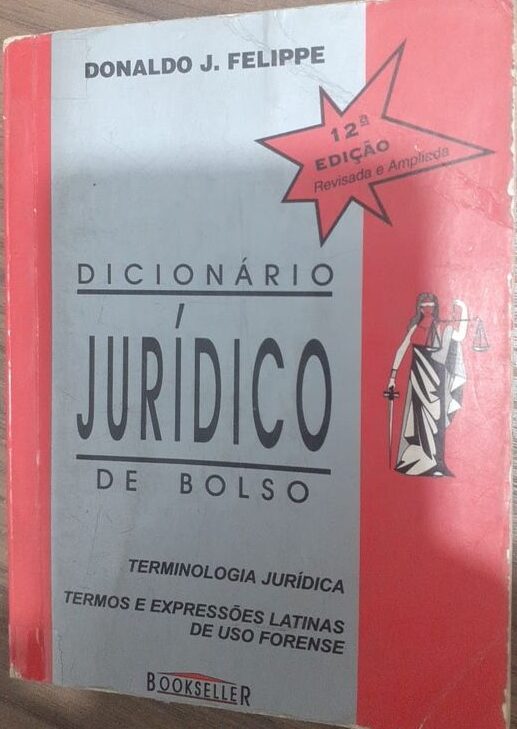 DONALDO J. FELIPPE
12ª
EDIÇÃO
Revisada e Ampliada
DICIONÁRIO
JURÍDICO
DE BOLSO
TERMINOLOGIA JURÍDICA
TERMOS E EXPRESSÕES LATINAS
DE USO FORENSE
BOOKSELLER